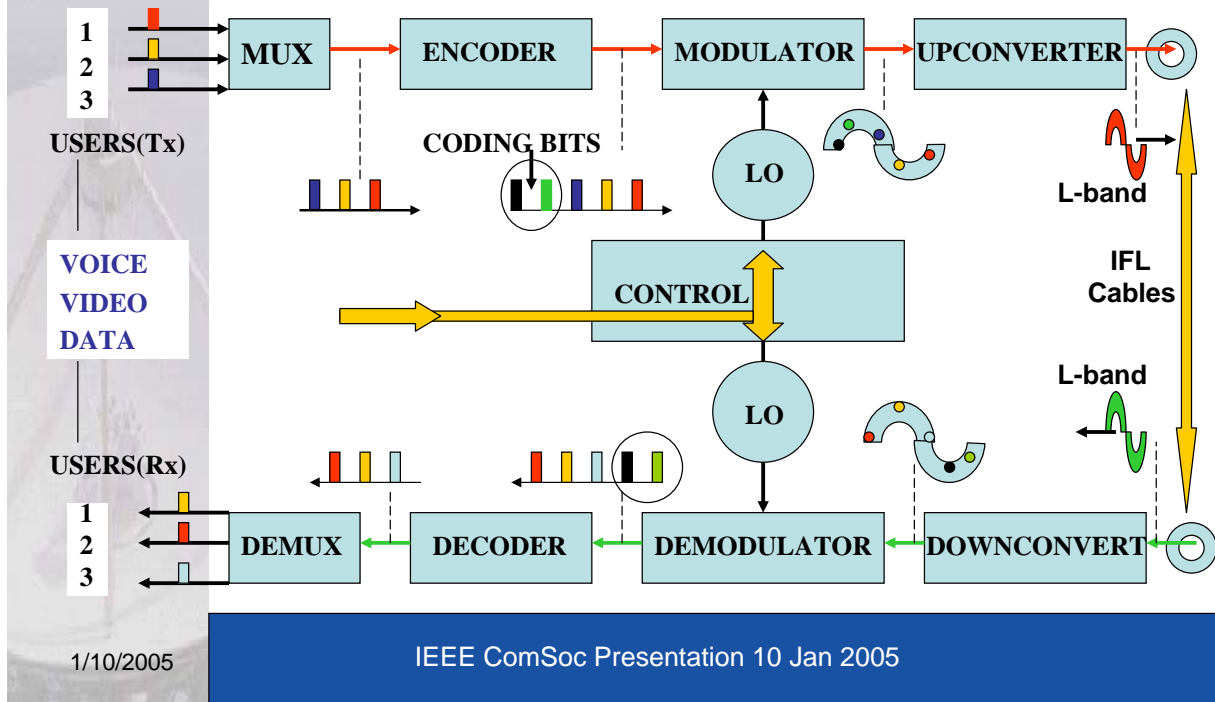 1
2
3
USERS(Tx)
MUX
ENCODER
MODULATOR
UPCONVERTER
CODING BITS
LO
L-band
VOICE
VIDEO
DATA
CONTROL
IFL
Cables
LO
L-band
USERS(Rx)
1
2
3
DEMUX
DECODER
DEMODULATOR
DOWNCONVERT
1/10/2005
IEEE ComSoc Presentation 10 Jan 2005